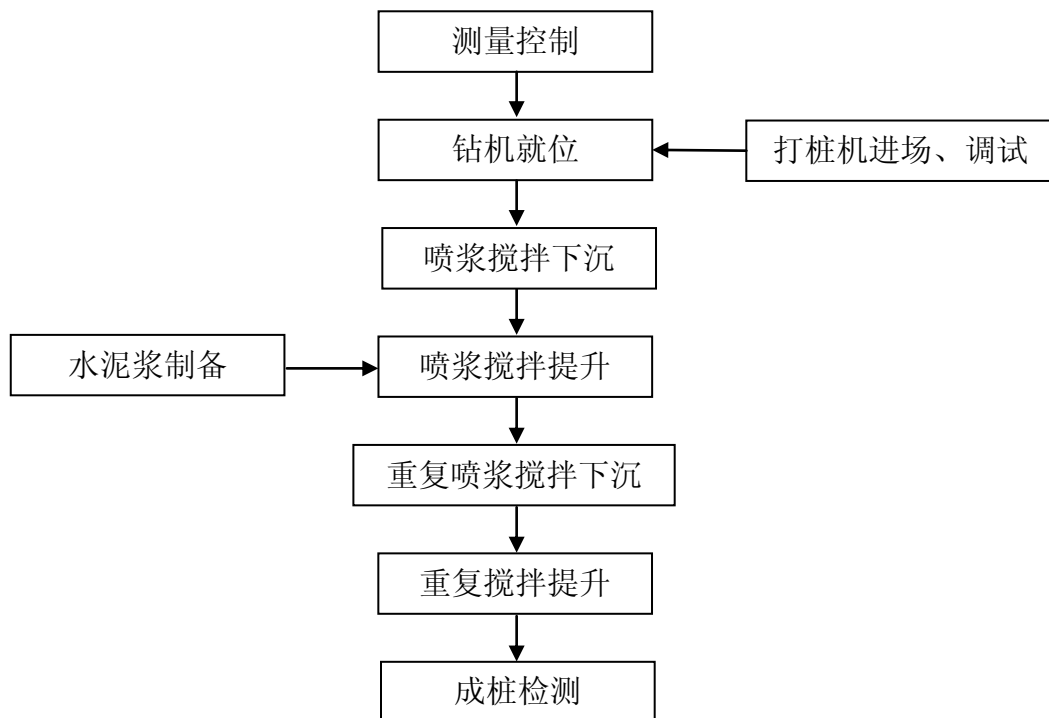 测量控制
钻机就位
打桩机进场、调试
喷浆搅拌下沉
水泥浆制备
喷浆搅拌提升
重复喷浆搅拌下沉
重复搅拌提升
成桩检测